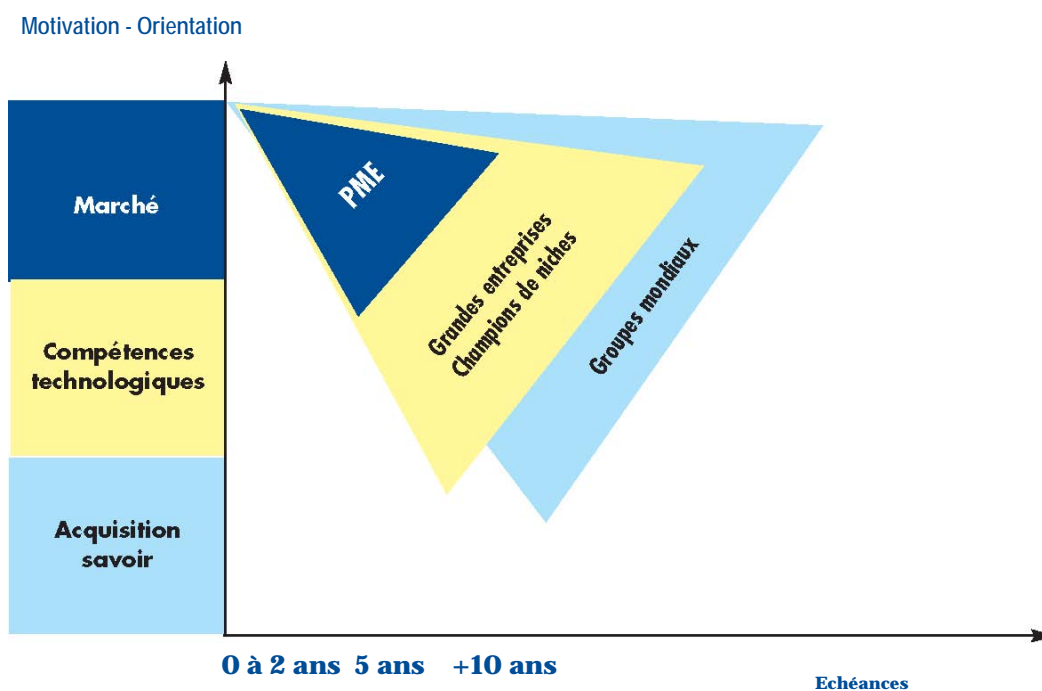 Motivation - Orientation
Marché
Compétences
technologiques
Acquisition
savoir
PME
Grandes entreprises
Champions de niches
Groupes mondiaux
0 à 2 ans 5 ans +10 ans
Echéances